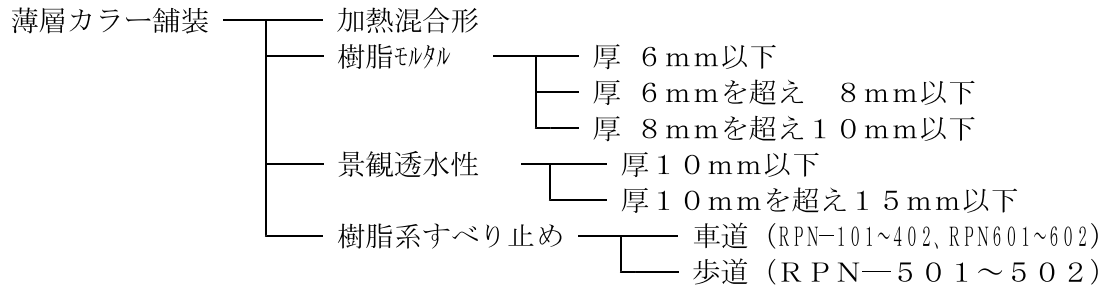 薄層カラー舗装 加熱混合形
樹脂ﾓﾙﾀﾙ 厚 6mm以下
厚 6mmを超え 8mm以下
厚 8mmを超え10mm以下
景観透水性 厚10mm以下
厚10mmを超え15mm以下
樹脂系すべり止め 車道(RPN―101~402、RPN601~602)
歩道(RPN―501～502)